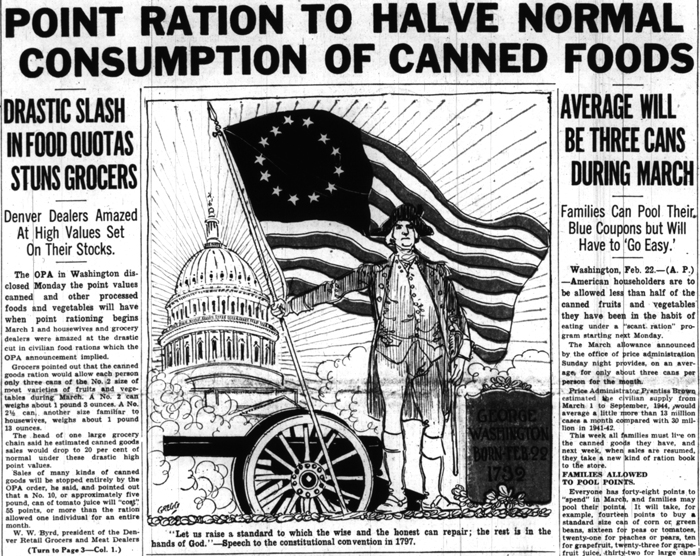 POINT RATION TO HALVE NORMAL
CONSUMPTION OF CANNED FOODS
DRASTIC SLASH
IN FOOD QUOTAS
STUNS GROCERS
Denver Dealers Amazed
At High Values Set
On Their Stocks.
The OPA in Washington dis-
closed Monday the point values
canned and other processed
foods and vegetables will have
when point rationing begins
March 1 and housewives and grocery
dealers were amazed at the drastic
cut in civilian food rations which the
OPA announcement implied.
Grocers pointed out that the canned
goods ration would allow each person
only three cans of the No. 2 size of
most varieties of fruits and vege-
tables during March. A No. 2 can
weighs about 1 pound 3 ounces. A No.
2½ can, another size familiar to
housewives, weighs about 1 pound
12 ounces.
The head of one large grocery
chain said he estimated canned goods
sales would drop to 20 per cent of
normal under these drastic high
point values.
Sales of many kinds of canned
goods will be stopped entirely by the
OPA order, he said, and pointed out
that a No. 10, or approximately five
pound, can of tomato juice will "cost"
55 points, or more than the ration
allowed one individual for an entire
month.
W. W. Byrd, president of the Den-
ver Retail Grocers and Meat Dealers
(Turn to Page 3—Col. 1.)
GEORGE
WASHINGTON
BORN-FEB. 22
1732
GREGG
"Let us raise a standard to which the wise and the honest can repair; the rest is in the
hands of God."—Speech to the constitutional convention in 1797.
AVERAGE WILL
BE THREE CANS
DURING MARCH
Families Can Pool Their
Blue Coupons but Will
Have to 'Go Easy.'
Washington, Feb. 22.—(A. P.)
—American householders are to
be allowed less than half of the
canned fruits and vegetables
they have been in the habit of
eating under a "scant ration" pro-
gram starting next Monday.
The March allowance announced
by the office of price administration
Sunday night provides, on an aver-
age, for only about three cans per
person for the month.
Price Administrator Prentiss Brown
estimated the civilian supply from
March 1 to September, 1944, would
average a little more than 13 million
cases a month compared with 30 mil-
lion in 1941-42.
This week all families must live on
the canned goods they have, and
next week, when sales are resumed,
they take a new kind of ration book
to the store.
FAMILIES ALLOWED
TO POOL POINTS.
Everyone has forty-eight points to
"spend" in March, and families may
pool their points. It will take, for
example, fourteen points to buy a
standard size can of corn or green
beans, sixteen for peas or tomatoes,
twenty-one for peaches or pears, ten
for grapefruit, twenty-three for grape-
fruit juice, thirty-two for large